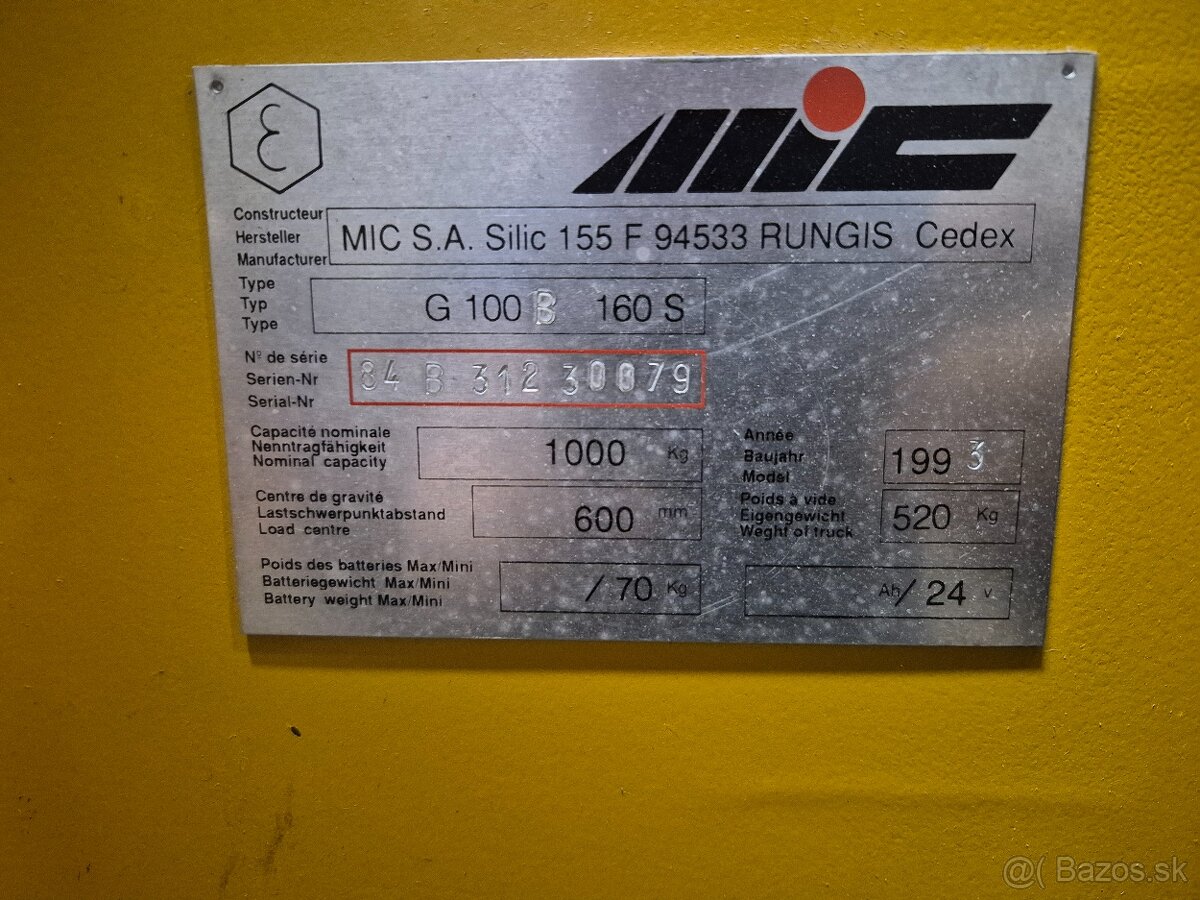 ε
MIC
Constructeur
Hersteller
Manufacturer
MIC S.A. Silic 155 F 94533 RUNGIS Cedex
Type
Typ
Type
G 100 B 160 S
Nº de série
Serien-Nr
Serial-Nr
84 B 312 30079
Capacité nominale
Nenntragfähigkeit
Nominal capacity
1000 Kg
Année
Baujahr
Model
1993
Centre de gravité
Lastschwerpunktabstand
Load centre
600 mm
Poids à vide
Eigengewicht
Weghf of truck
520 Kg
Poids des batteries Max/Mini
Batteriegewicht Max/Mini
Battery weight Max/Mini
/ 70 Kg
Ah/ 24 v
@( Bazos.sk